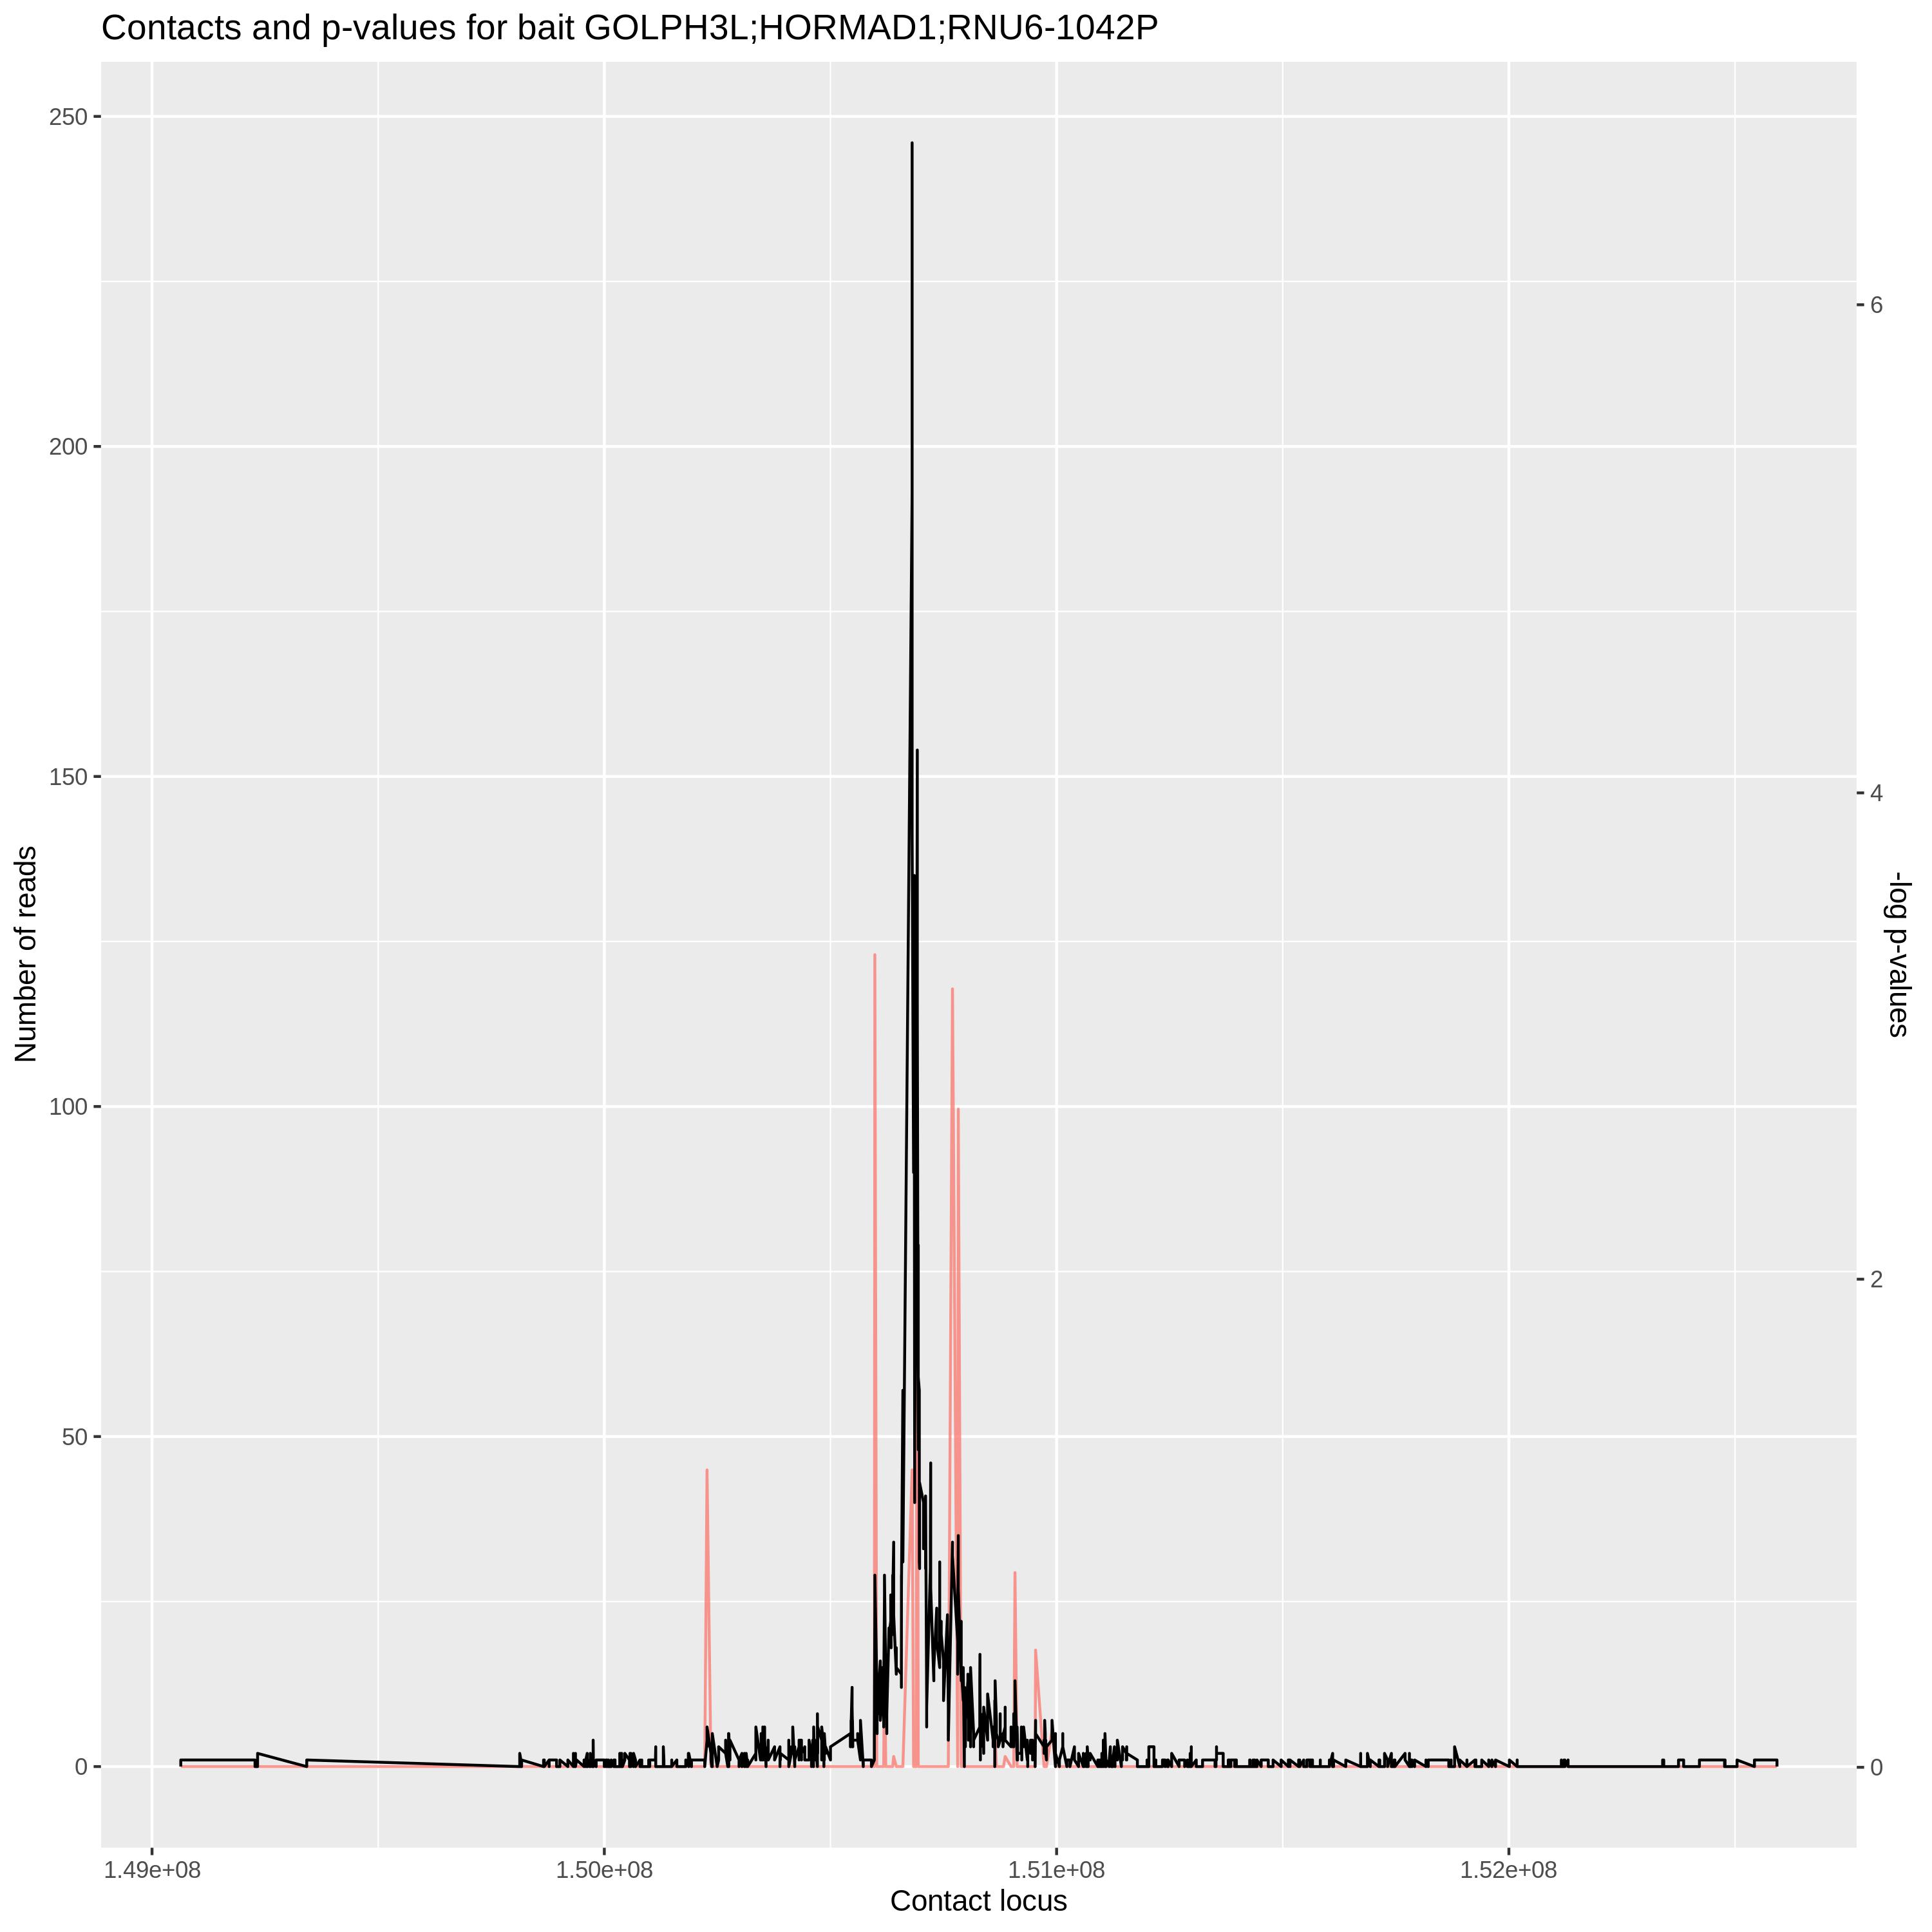 Contacts and p-values for bait GOLPH3L;HORMAD1;RNU6-1042P
250
200
150
100
50
0
Number of reads
6
4
2
0
-log p-values
1.49e+08 1.50e+08 1.51e+08 1.52e+08
Contact locus